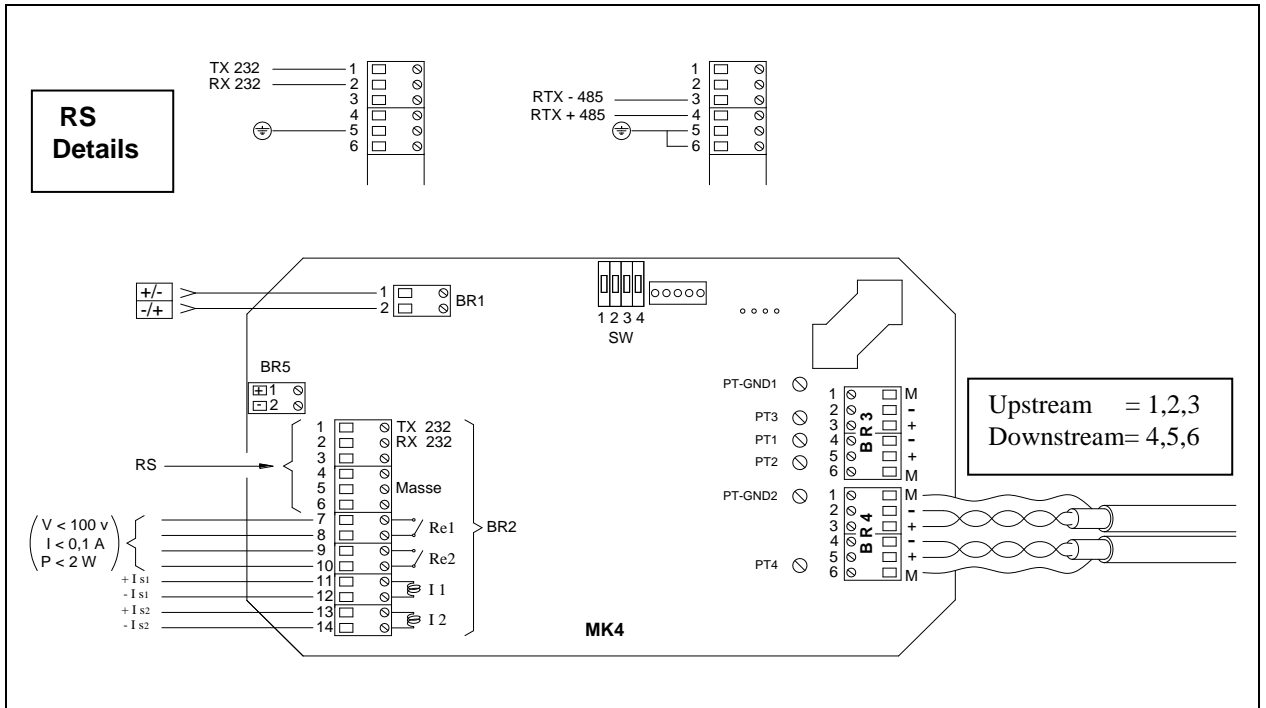 RS
Details
TX 232
RX 232
1
2
3
4
5
6
RTX - 485
RTX + 485
1
2
3
4
5
6
+/-
-/+
1
2
BR1
1 2 3 4
SW
BR5
+ 1
- 2
RS
1 TX 232
2 RX 232
3
4
5 Masse
6
7
8
Re1
9
10
Re2
11
12
I 1
13
14
I 2
BR2
V < 100 v
I < 0,1 A
P < 2 W
+ I s1
- I s1
+ I s2
- I s2
MK4
PT-GND1
PT3
PT1
PT2
PT-GND2
PT4
1 M
2 -
3 +
4 -
5 +
6 M
BR3
1 M
2 -
3 +
4 -
5 +
6 M
BR4
Upstream = 1,2,3
Downstream= 4,5,6